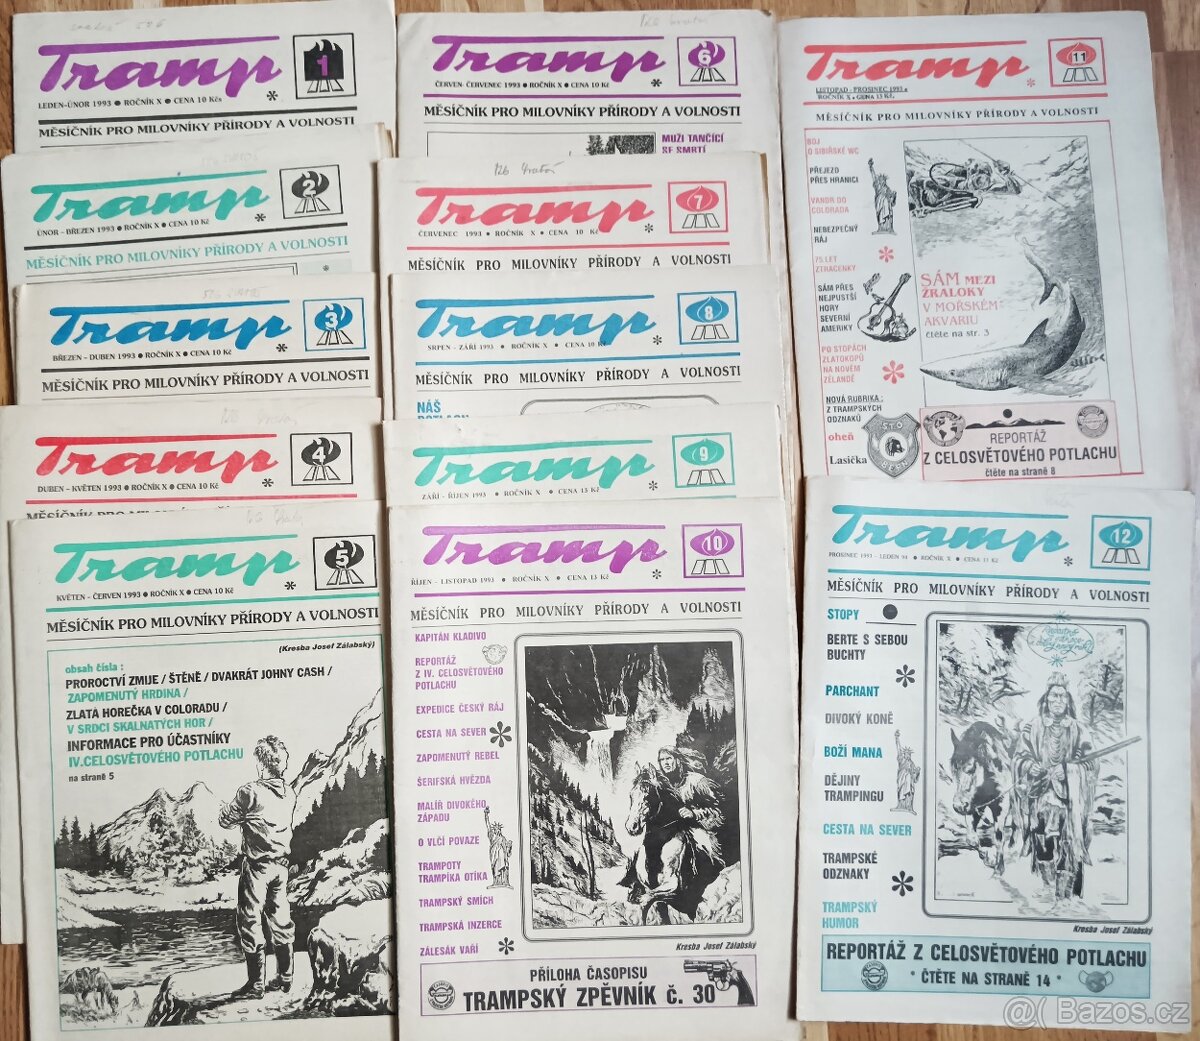 Tramp
1
LEDEN-ÚNOR 1993 ● ROČNÍK X ● CENA 10 Kčs
MĚSÍČNÍK PRO MILOVNÍKY PŘÍRODY A VOLNOSTI
Tramp
2
ÚNOR – BŘEZEN 1993 ● ROČNÍK X ● CENA 10 Kč
MĚSÍČNÍK PRO MILOVNÍKY PŘÍRODY A VOLNOSTI
Tramp
3
BŘEZEN – DUBEN 1993 ● ROČNÍK X ● CENA 10 Kč
MĚSÍČNÍK PRO MILOVNÍKY PŘÍRODY A VOLNOSTI
Tramp
4
DUBEN – KVĚTEN 1993 ● ROČNÍK X ● CENA 10 Kč
Tramp
5
KVĚTEN – ČERVEN 1993 ● ROČNÍK X ● CENA 10 Kč
MĚSÍČNÍK PRO MILOVNÍKY PŘÍRODY A VOLNOSTI
(Kresba Josef Zálabský)
obsah čísla :
PROROCTVÍ ZMIJE / ŠTĚNĚ / DVAKRÁT JOHNY CASH /
ZAPOMENUTÝ HRDINA /
ZLATÁ HOREČKA V COLORADU /
V SRDCI SKALNATÝCH HOR /
INFORMACE PRO ÚČASTNÍKY
IV.CELOSVĚTOVÉHO POTLACHU
na straně 5
Tramp
6
ČERVEN- ČERVENEC 1993 ● ROČNÍK X ● CENA 10 Kč
MĚSÍČNÍK PRO MILOVNÍKY PŘÍRODY A VOLNOSTI
MUŽI TANČÍCÍ
SE SMRTÍ
Tramp
7
ČERVENEC 1993 ● ROČNÍK X ● CENA 10 Kč
MĚSÍČNÍK PRO MILOVNÍKY PŘÍRODY A VOLNOSTI
Tramp
8
SRPEN – ZÁŘÍ 1993 ● ROČNÍK X ● CENA 10 Kč
MĚSÍČNÍK PRO MILOVNÍKY PŘÍRODY A VOLNOSTI
NÁŠ
Tramp
9
ZÁŘÍ - ŘÍJEN 1993 ● ROČNÍK X ● CENA 13 Kč
Tramp
10
ŘÍJEN - LISTOPAD 1993 ● ROČNÍK X ● CENA 13 Kč
MĚSÍČNÍK PRO MILOVNÍKY PŘÍRODY A VOLNOSTI
KAPITÁN KLADIVO
REPORTÁŽ
Z IV. CELOSVĚTOVÉHO
POTLACHU
EXPEDICE ČESKÝ RÁJ
CESTA NA SEVER
ZAPOMENUTÝ REBEL
ŠERIFSKÁ HVĚZDA
MALÍŘ DIVOKÉHO
ZÁPADU
O VLČÍ POVAZE
TRAMPOTY
TRAMPÍKA OTÍKA
TRAMPSKÝ SMÍCH
TRAMPSKÁ INZERCE
ZÁLESÁK VAŘÍ
Kresba Josef Zálabský
PŘÍLOHA ČASOPISU
TRAMPSKÝ ZPĚVNÍK č. 30
Tramp
11
LISTOPAD - PROSINEC 1993 ●
ROČNÍK X ● CENA 13 Kč
MĚSÍČNÍK PRO MILOVNÍKY PŘÍRODY A VOLNOSTI
BOJ
O SIBIŘSKÉ WC
PŘEJEZD
PŘES HRANICI
VANDR DO
COLORADA
NEBEZPEČNÝ
RÁJ
75 LET
ZTRACENKY
SÁM PŘES
NEJPUSTŠÍ
HORY
SEVERNÍ
AMERIKY
PO STOPÁCH
ZLATOKOPŮ
NA NOVÉM
ZÉLANDĚ
NOVÁ RUBRIKA:
Z TRAMPSKÝCH
ODZNAKŮ
oheň
Lasička
S.T.O
BERN
SÁM MEZI
ŽRALOKY
V MOŘSKÉM
AKVARIU
čtěte na str. 3
REPORTÁŽ
Z CELOSVĚTOVÉHO POTLACHU
čtěte na straně 8
Tramp
12
PROSINEC 1993 - LEDEN 94 ● ROČNÍK X ● CENA 13 Kč
MĚSÍČNÍK PRO MILOVNÍKY PŘÍRODY A VOLNOSTI
STOPY
BERTE S SEBOU
BUCHTY
PARCHANT
DIVOKÝ KONĚ
BOŽÍ MANA
DĚJINY
TRAMPINGU
CESTA NA SEVER
TRAMPSKÉ
ODZNAKY
TRAMPSKÝ
HUMOR
Kresba Josef Zálabský
REPORTÁŽ Z CELOSVĚTOVÉHO POTLACHU
* ČTĚTE NA STRANĚ 14 *
Bazos.cz